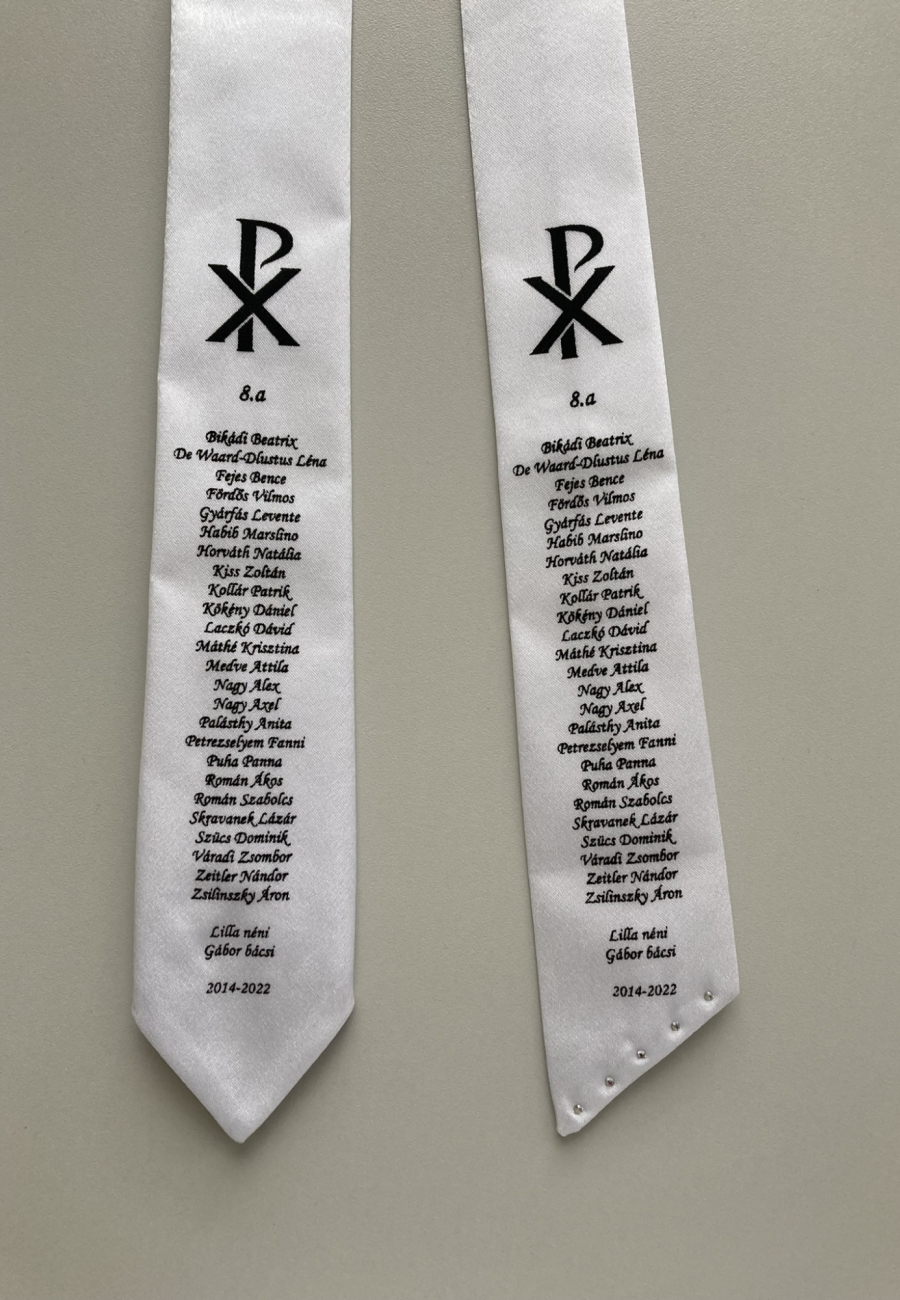 8.a
Bikádi Beatrix
De Waard-Dlustus Léna
Fejes Bence
Fördős Vilmos
Gyárfás Levente
Habib Marslino
Horváth Natália
Kiss Zoltán
Kollár Patrik
Kökény Dániel
Laczkó Dávid
Máthé Krisztina
Medve Attila
Nagy Alex
Nagy Axel
Palásthy Anita
Petrezselyem Fanni
Puha Panna
Román Ákos
Román Szabolcs
Skravanek Lázár
Szűcs Dominik
Váradi Zsombor
Zeitler Nándor
Zsilinszky Áron
Lilla néni
Gábor bácsi
2014-2022
8.a
Bikádi Beatrix
De Waard-Dlustus Léna
Fejes Bence
Fördős Vilmos
Gyárfás Levente
Habib Marslino
Horváth Natália
Kiss Zoltán
Kollár Patrik
Kökény Dániel
Laczkó Dávid
Máthé Krisztina
Medve Attila
Nagy Alex
Nagy Axel
Palásthy Anita
Petrezselyem Fanni
Puha Panna
Román Ákos
Román Szabolcs
Skravanek Lázár
Szűcs Dominik
Váradi Zsombor
Zeitler Nándor
Zsilinszky Áron
Lilla néni
Gábor bácsi
2014-2022